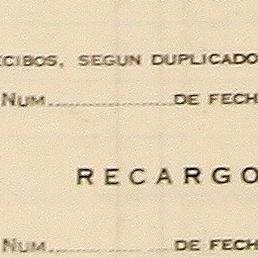 ECIBOS, SEGUN DUPLICADO
NUM.................DE FECH
RECARGO
NUM.................DE FECH